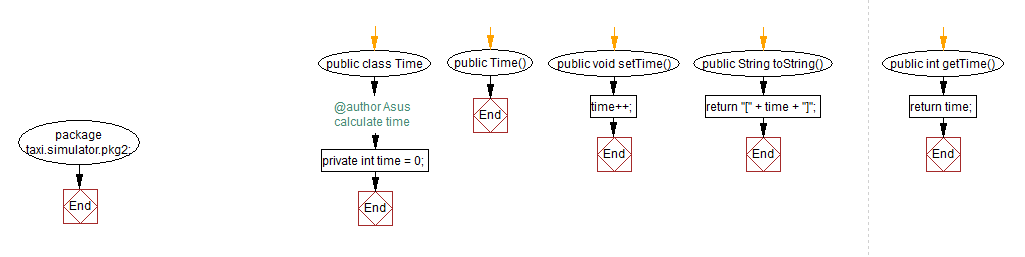 package
taxi.simulator.pkg2;
End
public class Time
@author Asus
calculate time
private int time = 0;
End
public Time()
End
public void setTime()
time++;
End
public String toString()
return "[" + time + "]";
End
public int getTime()
return time;
End